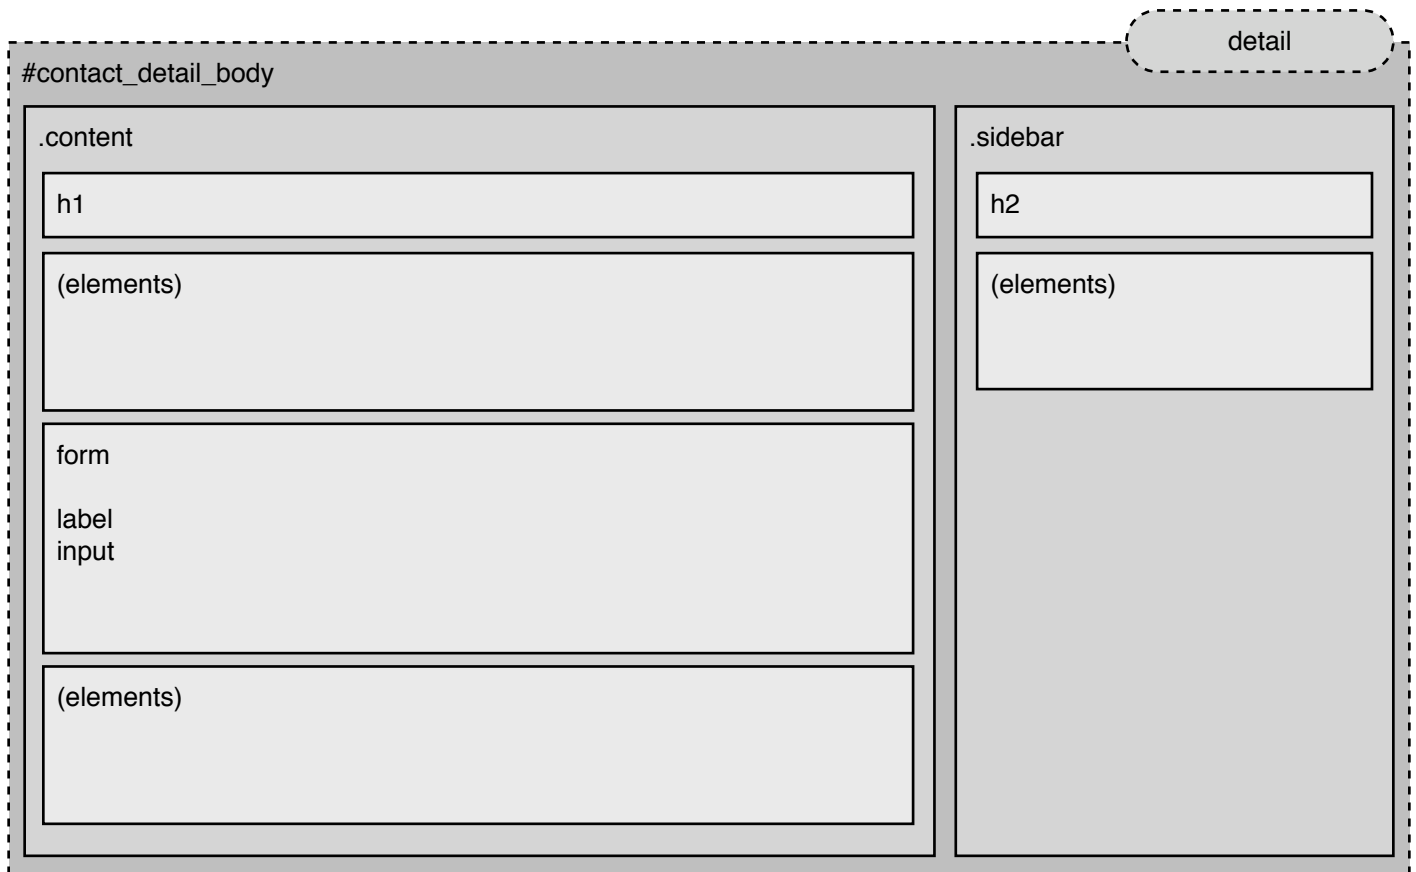 detail
#contact_detail_body
.content
h1
(elements)
form
label
input
(elements)
.sidebar
h2
(elements)